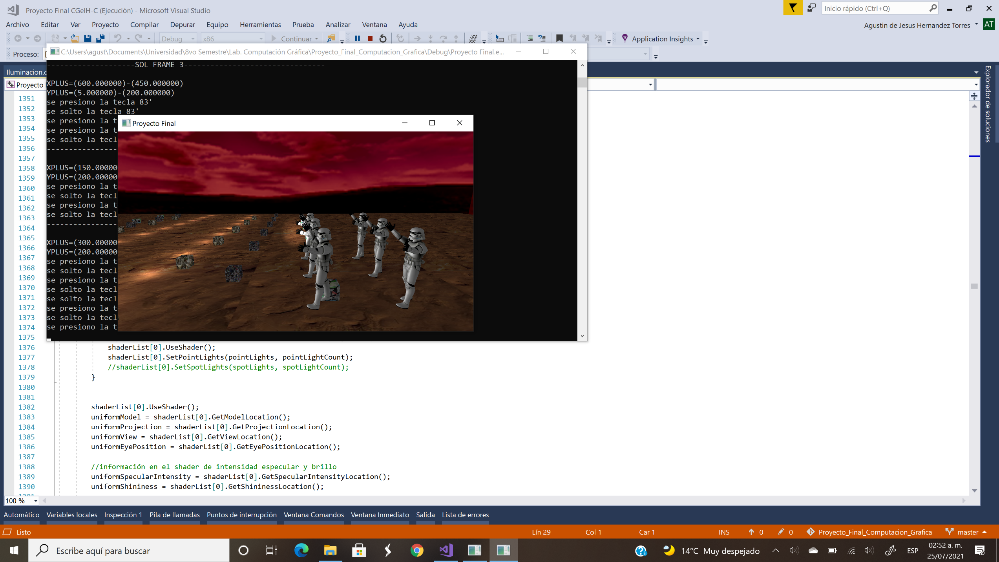 Proyecto Final CGeIH-C (Ejecución) - Microsoft Visual Studio
Inicio rápido (Ctrl+Q)
Archivo Editar Ver Proyecto Compilar Depurar Equipo Herramientas Prueba Analizar Ventana Ayuda
Agustin de Jesus Hernandez Torres AT
Debug x86 Continuar Application Insights
Proceso:
C:\Users\agust\Documents\Universidad\8vo Semestre\Lab. Computación Gráfica\Proyecto_Final_Computacion_Grafica\Debug\Proyecto Final.e...
--------------------SOL FRAME 3--------------------------------
Iluminacion.c
Proyecto
Explorador de soluciones
XPLUS=(600.000000)-(450.000000)
YPLUS=(5.000000)-(200.000000)
se presiono la tecla 83'
se solto la tecla 83'
se presiono la t
se presiono la t
se solto la tecl
----------------
XPLUS=(150.00000
YPLUS=(200.00000
se presiono la t
se solto la tecl
se presiono la t
se solto la tecl
----------------
XPLUS=(300.00000
YPLUS=(200.00000
se presiono la t
se solto la tecl
se presiono la t
se solto la tecl
se solto la tecl
se presiono la t
se solto la tecl
se presiono la t
Proyecto Final
1351
1352
1353
1354
1355
1356
1357
1358
1359
1360
1361
1362
1363
1364
1365
1366
1367
1368
1369
1370
1371
1372
1373
1374
1375
1376 shaderList[0].UseShader();
1377 shaderList[0].SetPointLights(pointLights, pointLightCount);
1378 //shaderList[0].SetSpotLights(spotLights, spotLightCount);
1379 }
1380
1381
1382 shaderList[0].UseShader();
1383 uniformModel = shaderList[0].GetModelLocation();
1384 uniformProjection = shaderList[0].GetProjectionLocation();
1385 uniformView = shaderList[0].GetViewLocation();
1386 uniformEyePosition = shaderList[0].GetEyePositionLocation();
1387
1388 //información en el shader de intensidad especular y brillo
1389 uniformSpecularIntensity = shaderList[0].GetSpecularIntensityLocation();
1390 uniformShininess = shaderList[0].GetShininessLocation();
100 %
Automático Variables locales Inspección 1 Pila de llamadas Puntos de interrupción Ventana Comandos Ventana Inmediato Salida Lista de errores
Listo Lín 29 Col 1 Car 1 INS 0 0 Proyecto_Final_Computacion_Grafica master
Escribe aquí para buscar
14°C Muy despejado ESP
02:52 a. m.
25/07/2021